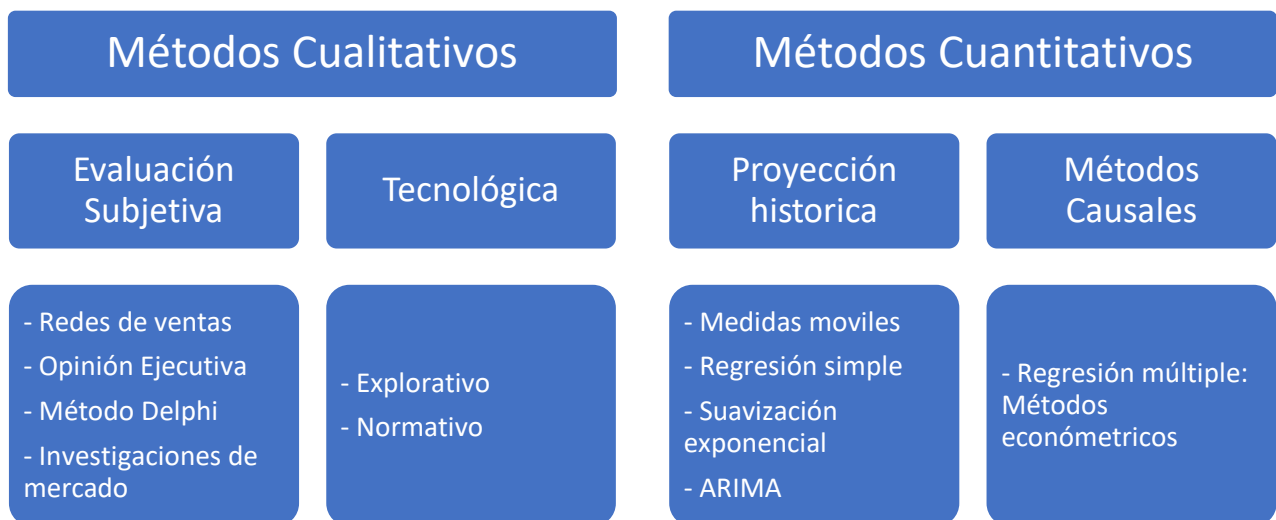 Métodos Cualitativos
Métodos Cuantitativos
Evaluación
Subjetiva
Tecnológica
Proyección
historica
Métodos
Causales
- Redes de ventas
- Opinión Ejecutiva
- Método Delphi
- Investigaciones de
mercado
- Explorativo
- Normativo
- Medidas moviles
- Regresión simple
- Suavización
exponencial
- ARIMA
- Regresión múltiple:
Métodos
económetricos